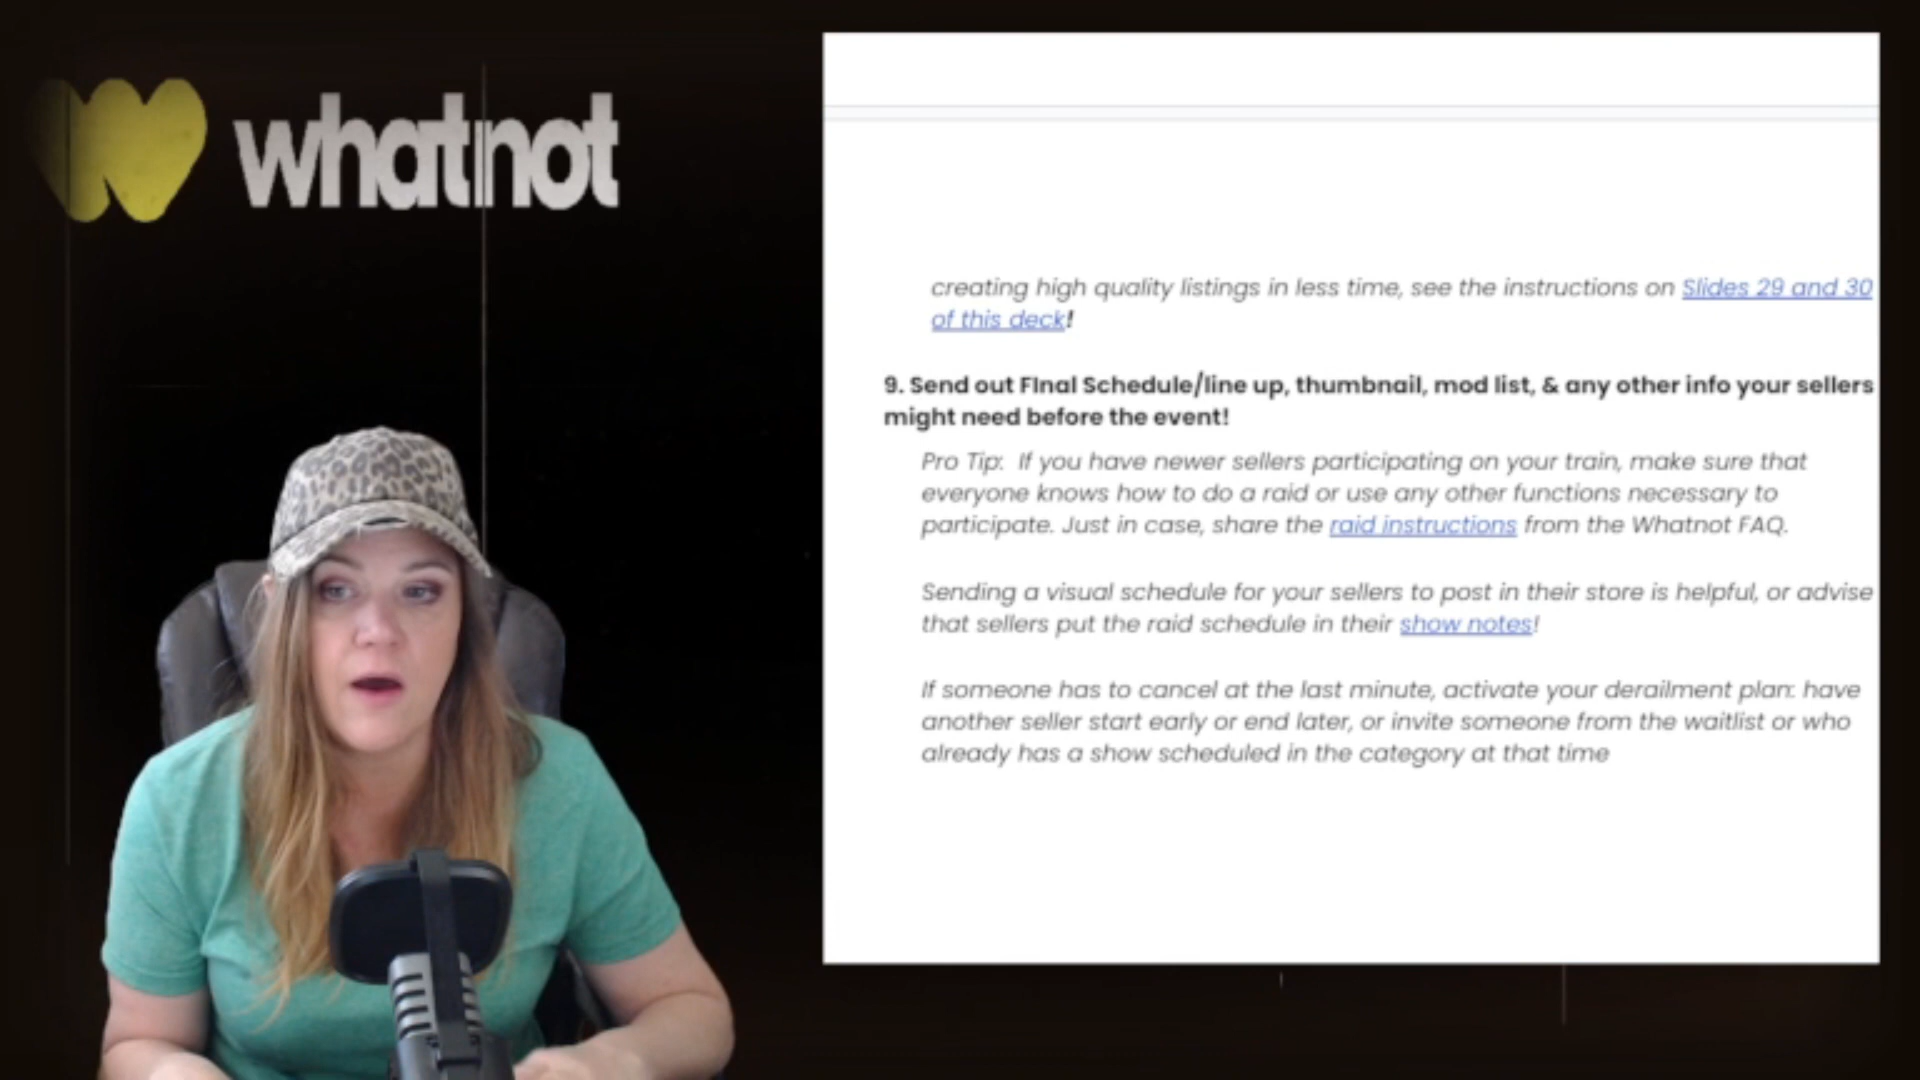 whatnot
creating high quality listings in less time, see the instructions on Slides 29 and 30
of this deck!
9. Send out FInal Schedule/line up, thumbnail, mod list, & any other info your sellers
might need before the event!
Pro Tip:  If you have newer sellers participating on your train, make sure that
everyone knows how to do a raid or use any other functions necessary to
participate. Just in case, share the raid instructions from the Whatnot FAQ.
Sending a visual schedule for your sellers to post in their store is helpful, or advise
that sellers put the raid schedule in their show notes!
If someone has to cancel at the last minute, activate your derailment plan: have
another seller start early or end later, or invite someone from the waitlist or who
already has a show scheduled in the category at that time